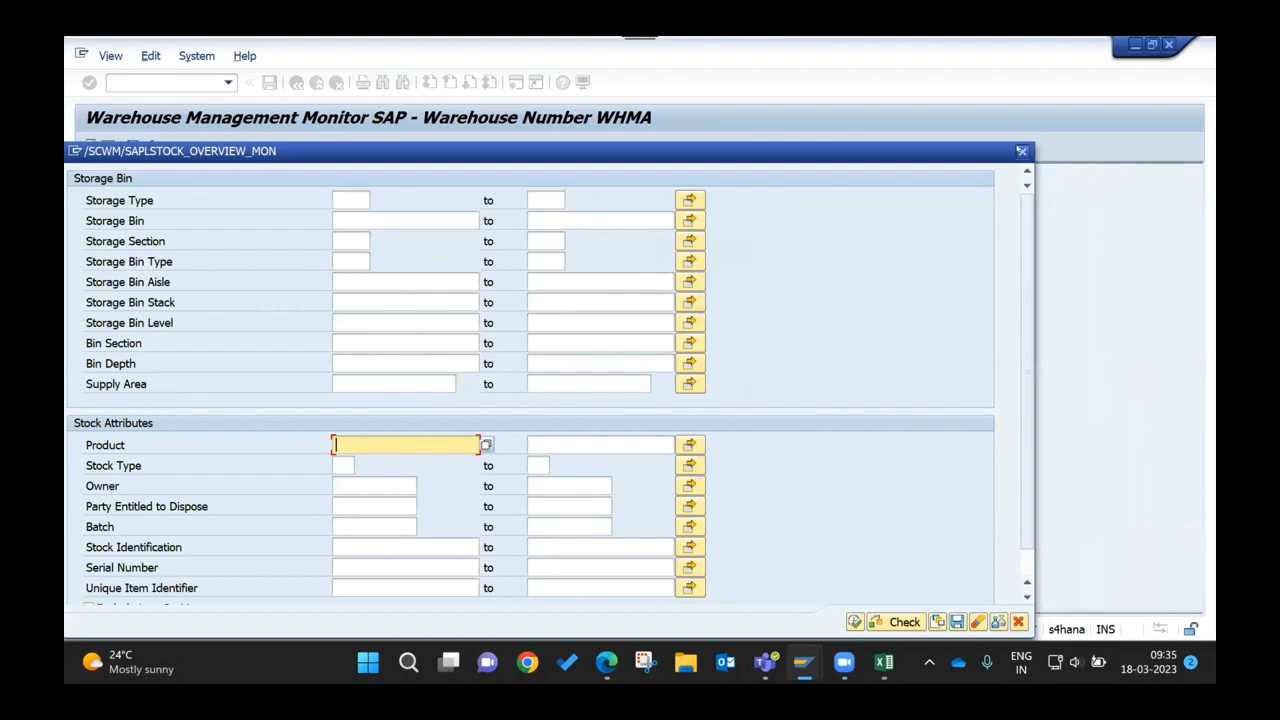 View Edit System Help
Warehouse Management Monitor SAP - Warehouse Number WHMA
/SCWM/SAPLSTOCK_OVERVIEW_MON
Storage Bin
Storage Type to
Storage Bin to
Storage Section to
Storage Bin Type to
Storage Bin Aisle to
Storage Bin Stack to
Storage Bin Level to
Bin Section to
Bin Depth to
Supply Area to
Stock Attributes
Product
Stock Type to
Owner to
Party Entitled to Dispose to
Batch to
Stock Identification to
Serial Number to
Unique Item Identifier to
Check
s4hana INS
24°C
Mostly sunny
ENG
IN
09:35
18-03-2023
2